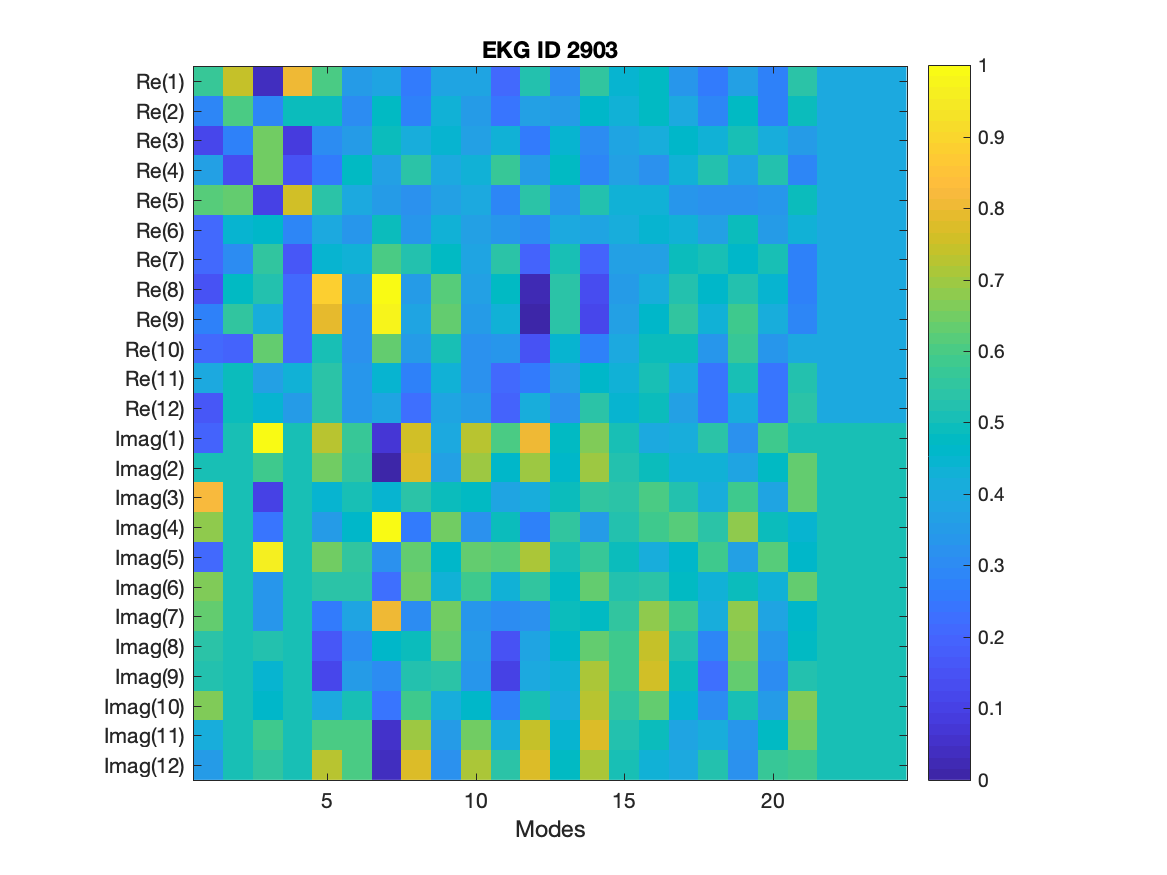 EKG ID 2903
Re(1)
Re(2)
Re(3)
Re(4)
Re(5)
Re(6)
Re(7)
Re(8)
Re(9)
Re(10)
Re(11)
Re(12)
Imag(1)
Imag(2)
Imag(3)
Imag(4)
Imag(5)
Imag(6)
Imag(7)
Imag(8)
Imag(9)
Imag(10)
Imag(11)
Imag(12)
5 10 15 20
Modes
1
0.9
0.8
0.7
0.6
0.5
0.4
0.3
0.2
0.1
0